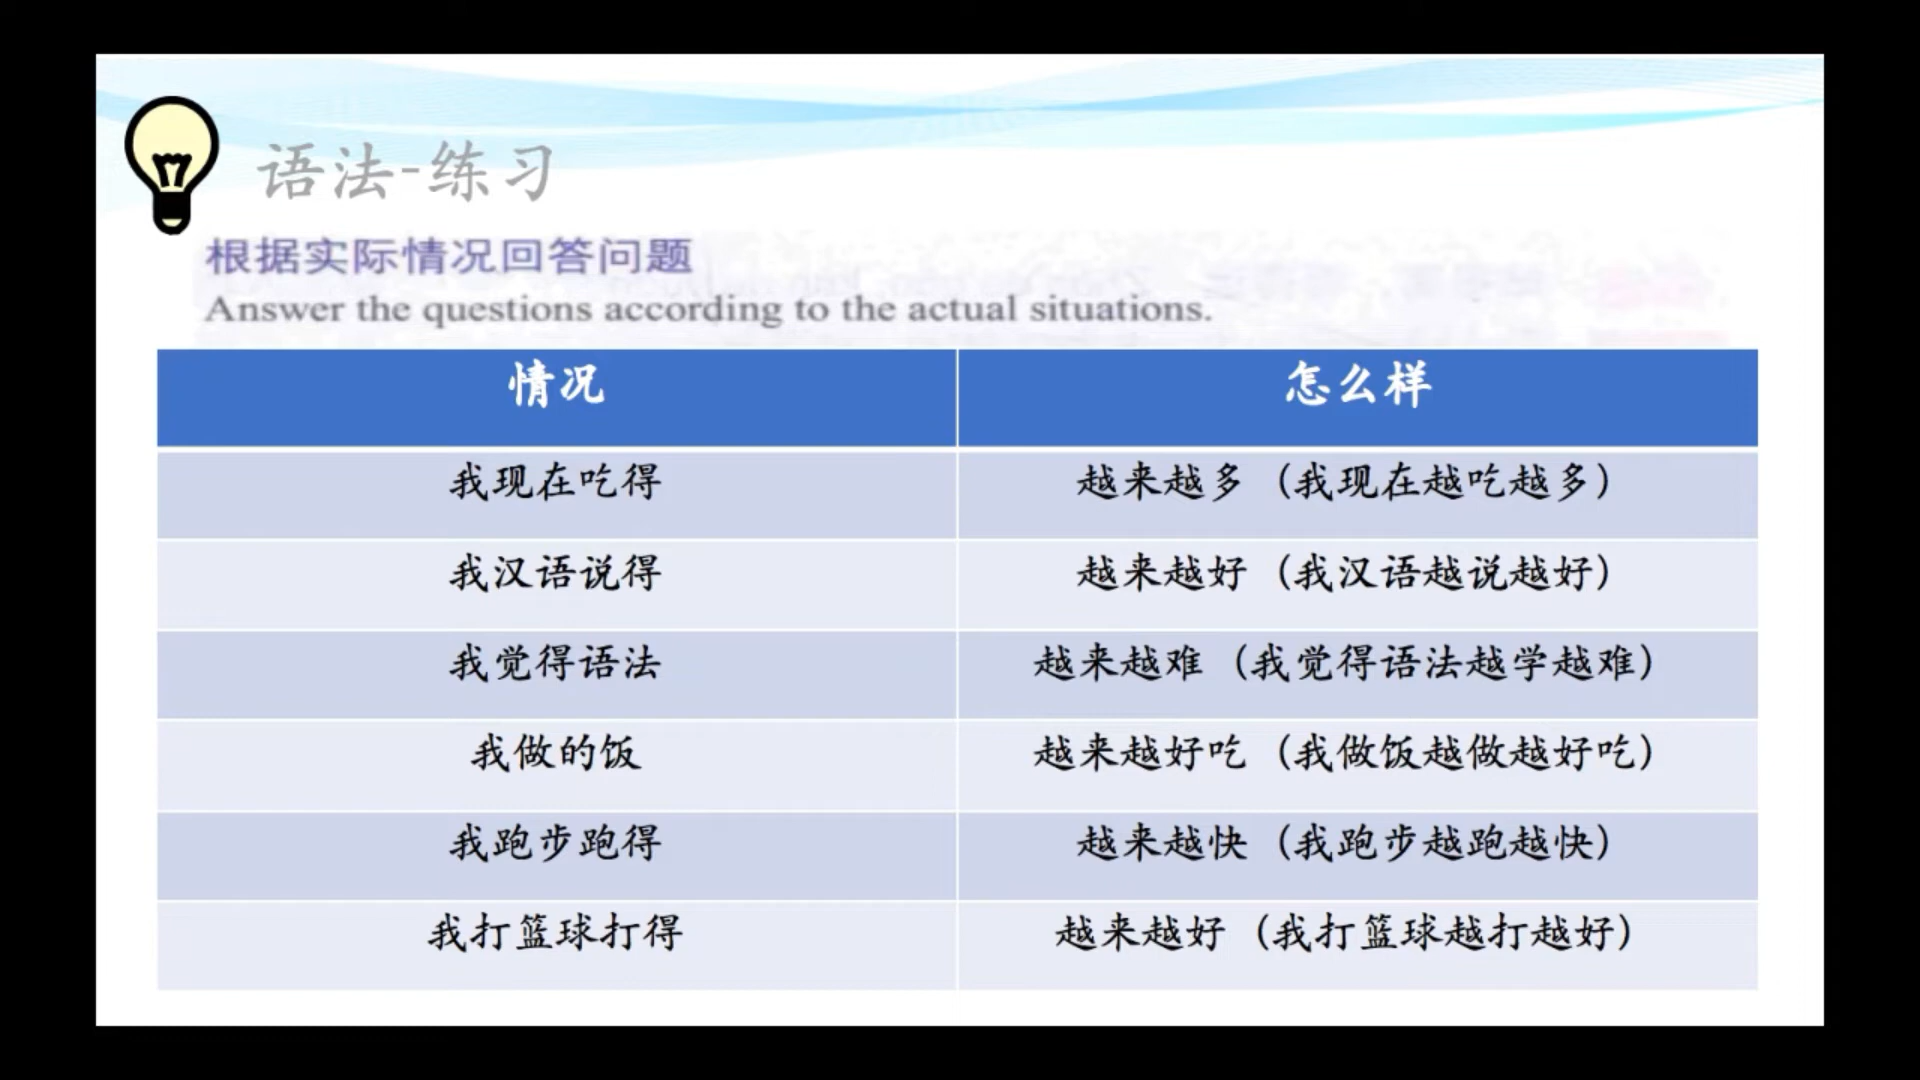 语法-练习
根据实际情况回答问题
Answer the questions according to the actual situations.
情况 怎么样
我现在吃得 越来越多（我现在越吃越多）
我汉语说得 越来越好（我汉语越说越好）
我觉得语法 越来越难（我觉得语法越学越难）
我做的饭 越来越好吃（我做饭越做越好吃）
我跑步跑得 越来越快（我跑步越跑越快）
我打篮球打得 越来越好（我打篮球越打越好）